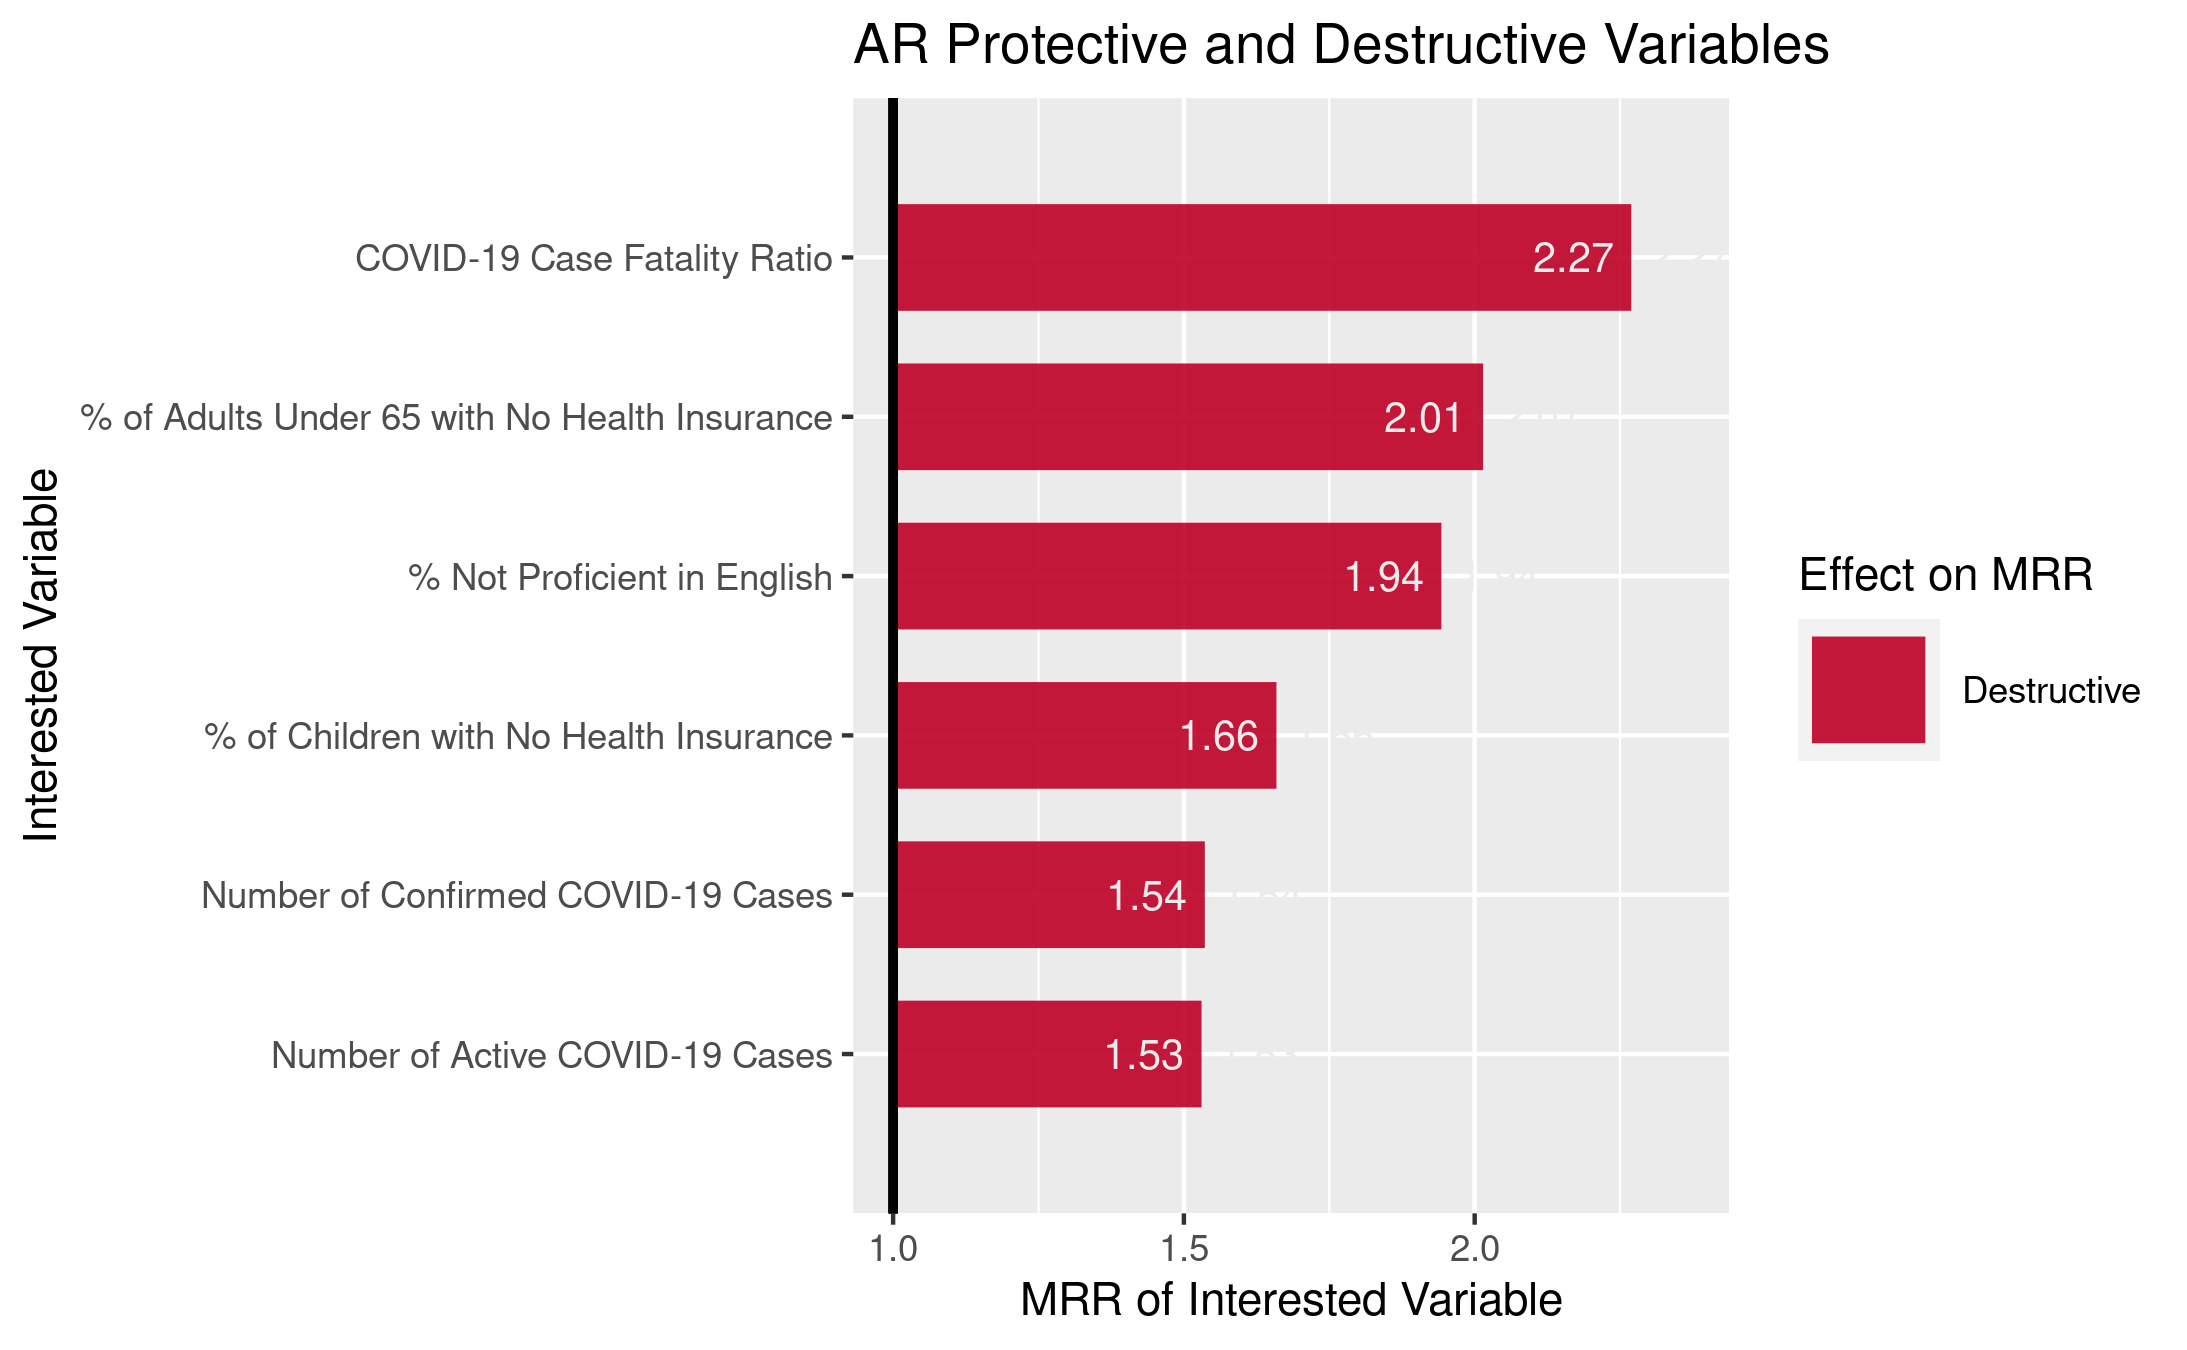 AR Protective and Destructive Variables
COVID-19 Case Fatality Ratio
2.27
% of Adults Under 65 with No Health Insurance
2.01
% Not Proficient in English
1.94
% of Children with No Health Insurance
1.66
Number of Confirmed COVID-19 Cases
1.54
Number of Active COVID-19 Cases
1.53
Interested Variable
1.0 1.5 2.0
MRR of Interested Variable
Effect on MRR
Destructive